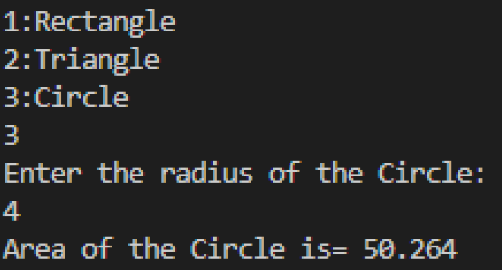 1:Rectangle
2:Triangle
3:Circle
3
Enter the radius of the Circle:
4
Area of the Circle is= 50.264